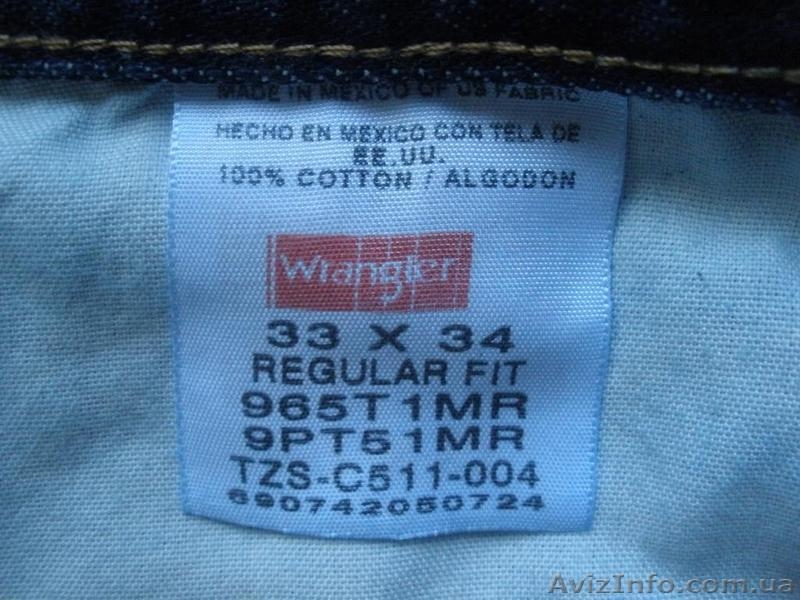 MADE IN MEXICO OF US FABRIC
HECHO EN MEXICO CON TELA DE
EE.UU.
100% COTTON / ALGODON
Wrangler
33 X 34
REGULAR FIT
965T1MR
9PT51MR
TZS-C511-004
690742050724
AvizInfo.com.ua